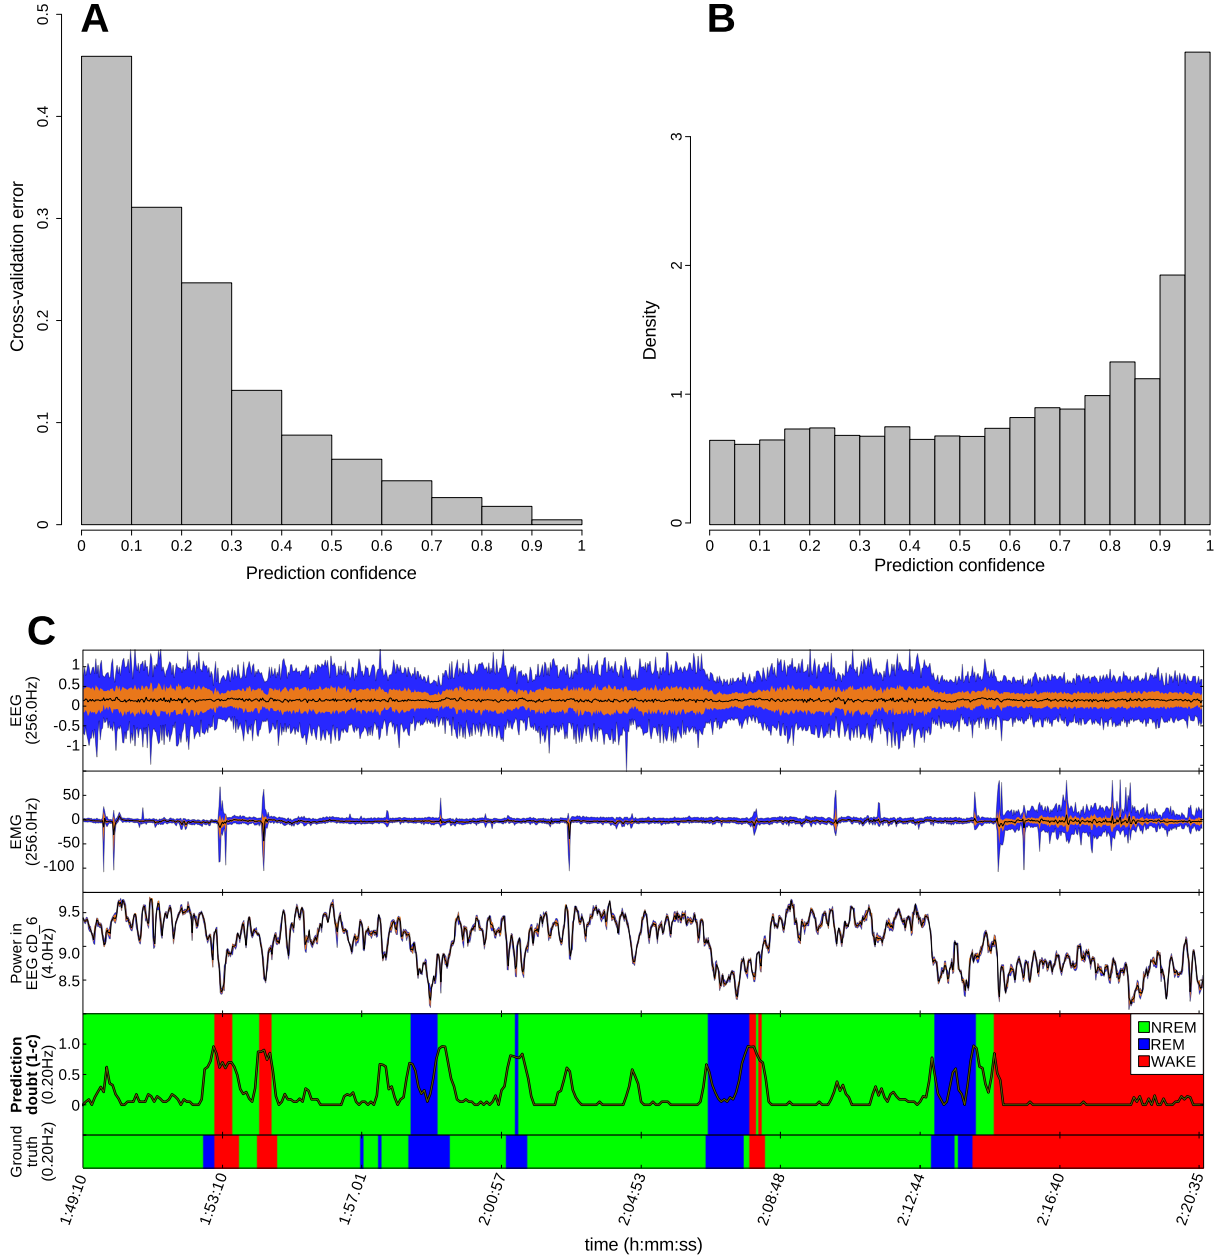 A
B
0.5
0.4
0.3
0.2
0.1
0
Cross-validation error
0 0.1 0.2 0.3 0.4 0.5 0.6 0.7 0.8 0.9 1
Prediction confidence
3
2
1
0
Density
0 0.1 0.2 0.3 0.4 0.5 0.6 0.7 0.8 0.9 1
Prediction confidence
C
EEG
(256.0Hz)
1
0.5
0
-0.5
-1
EMG
(256.0Hz)
50
0
-50
-100
Power in
EEG cD_6
(4.0Hz)
9.5
9.0
8.5
Prediction
doubt (1-c)
(0.20Hz)
1.0
0.5
0
NREM
REM
WAKE
Ground
truth
(0.20Hz)
1:49:10 1:53:10 1:57:01 2:00:57 2:04:53 2:08:48 2:12:44 2:16:40 2:20:35
time (h:mm:ss)